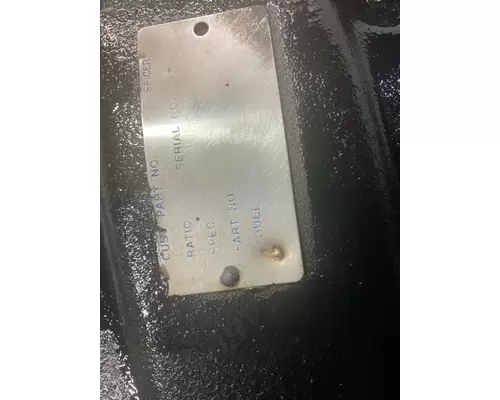 SPICER
SERIAL NO.
CUST PART NO.
RATIO
SPEC.
PART NO
MODEL